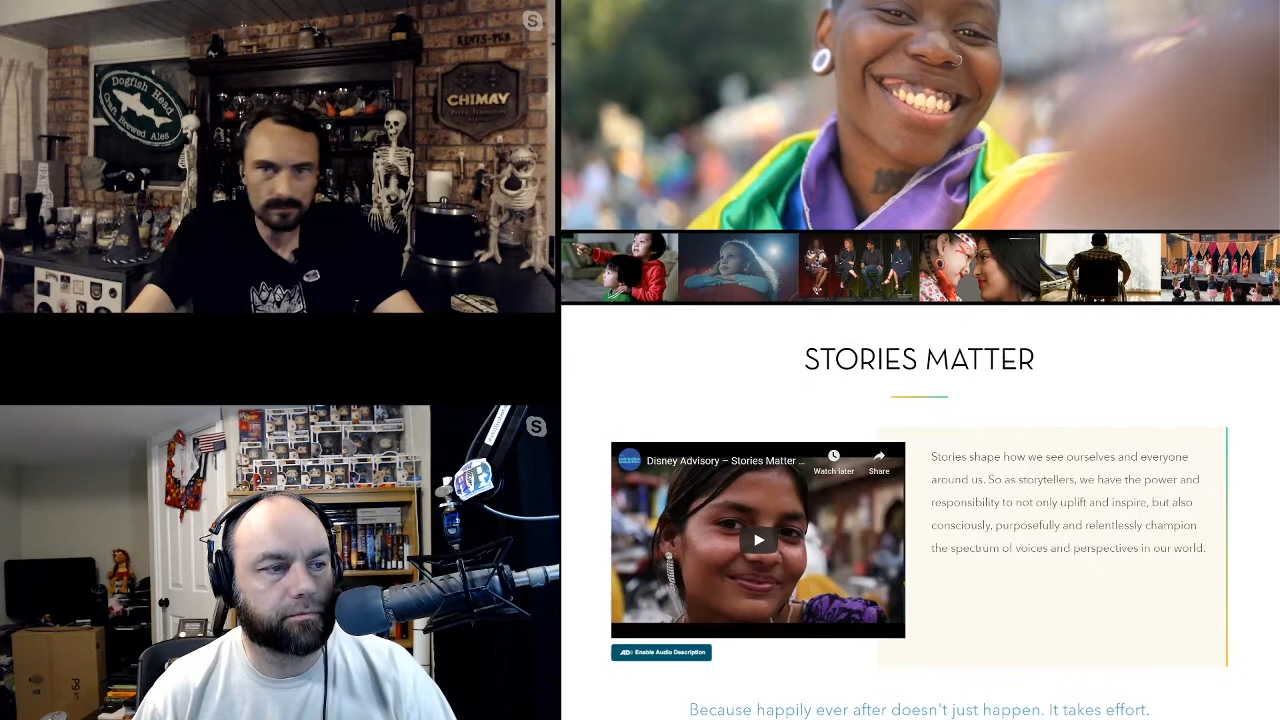 KENTS-PUB
Dogfish Head
Craft Brewed Ales
CHIMAY
STORIES MATTER
Disney Advisory – Stories Matter ...
Watch later
Share
Stories shape how we see ourselves and everyone
around us. So as storytellers, we have the power and
responsibility to not only uplift and inspire, but also
consciously, purposefully and relentlessly champion
the spectrum of voices and perspectives in our world.
AD Enable Audio Description
Because happily ever after doesn't just happen. It takes effort.